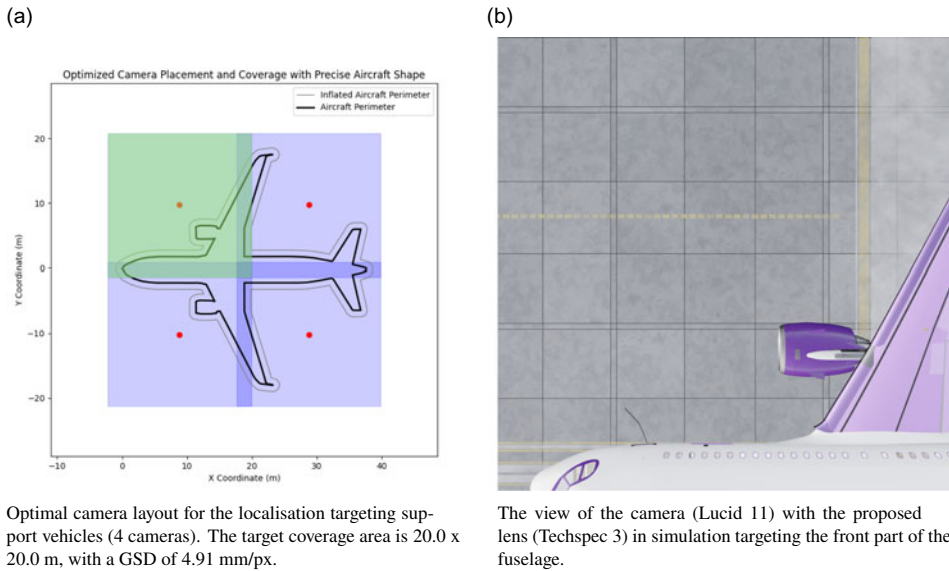 (a)
(b)
Optimized Camera Placement and Coverage with Precise Aircraft Shape
Inflated Aircraft Perimeter
Aircraft Perimeter
Y Coordinate (m)
20
10
0
−10
−20
−10
0
10
20
30
40
X Coordinate (m)
Optimal camera layout for the localisation targeting sup-
port vehicles (4 cameras). The target coverage area is 20.0 x
20.0 m, with a GSD of 4.91 mm/px.
The view of the camera (Lucid 11) with the proposed
lens (Techspec 3) in simulation targeting the front part of the
fuselage.